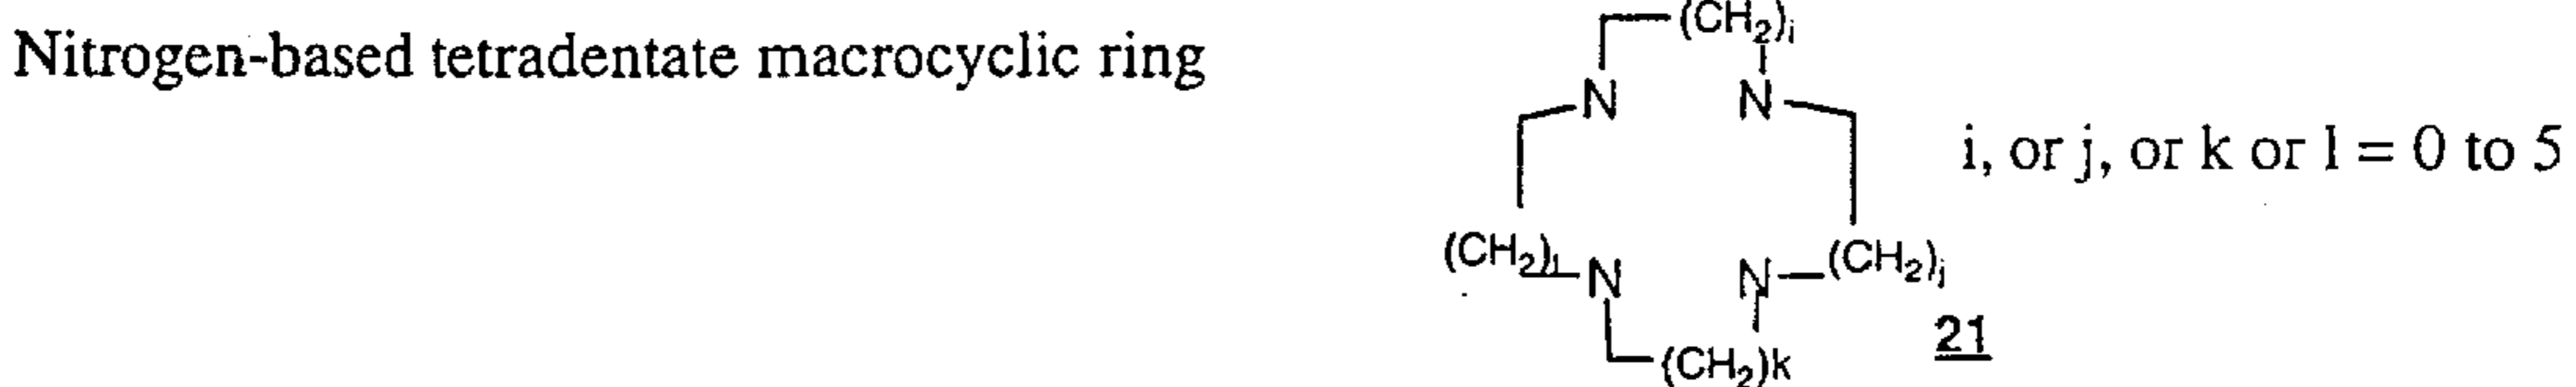 (CH2)i
Nitrogen-based tetradentate macrocyclic ring
N N
i, or j, or k or l = 0 to 5
(CH2)l N N (CH2)j
21
(CH2)k